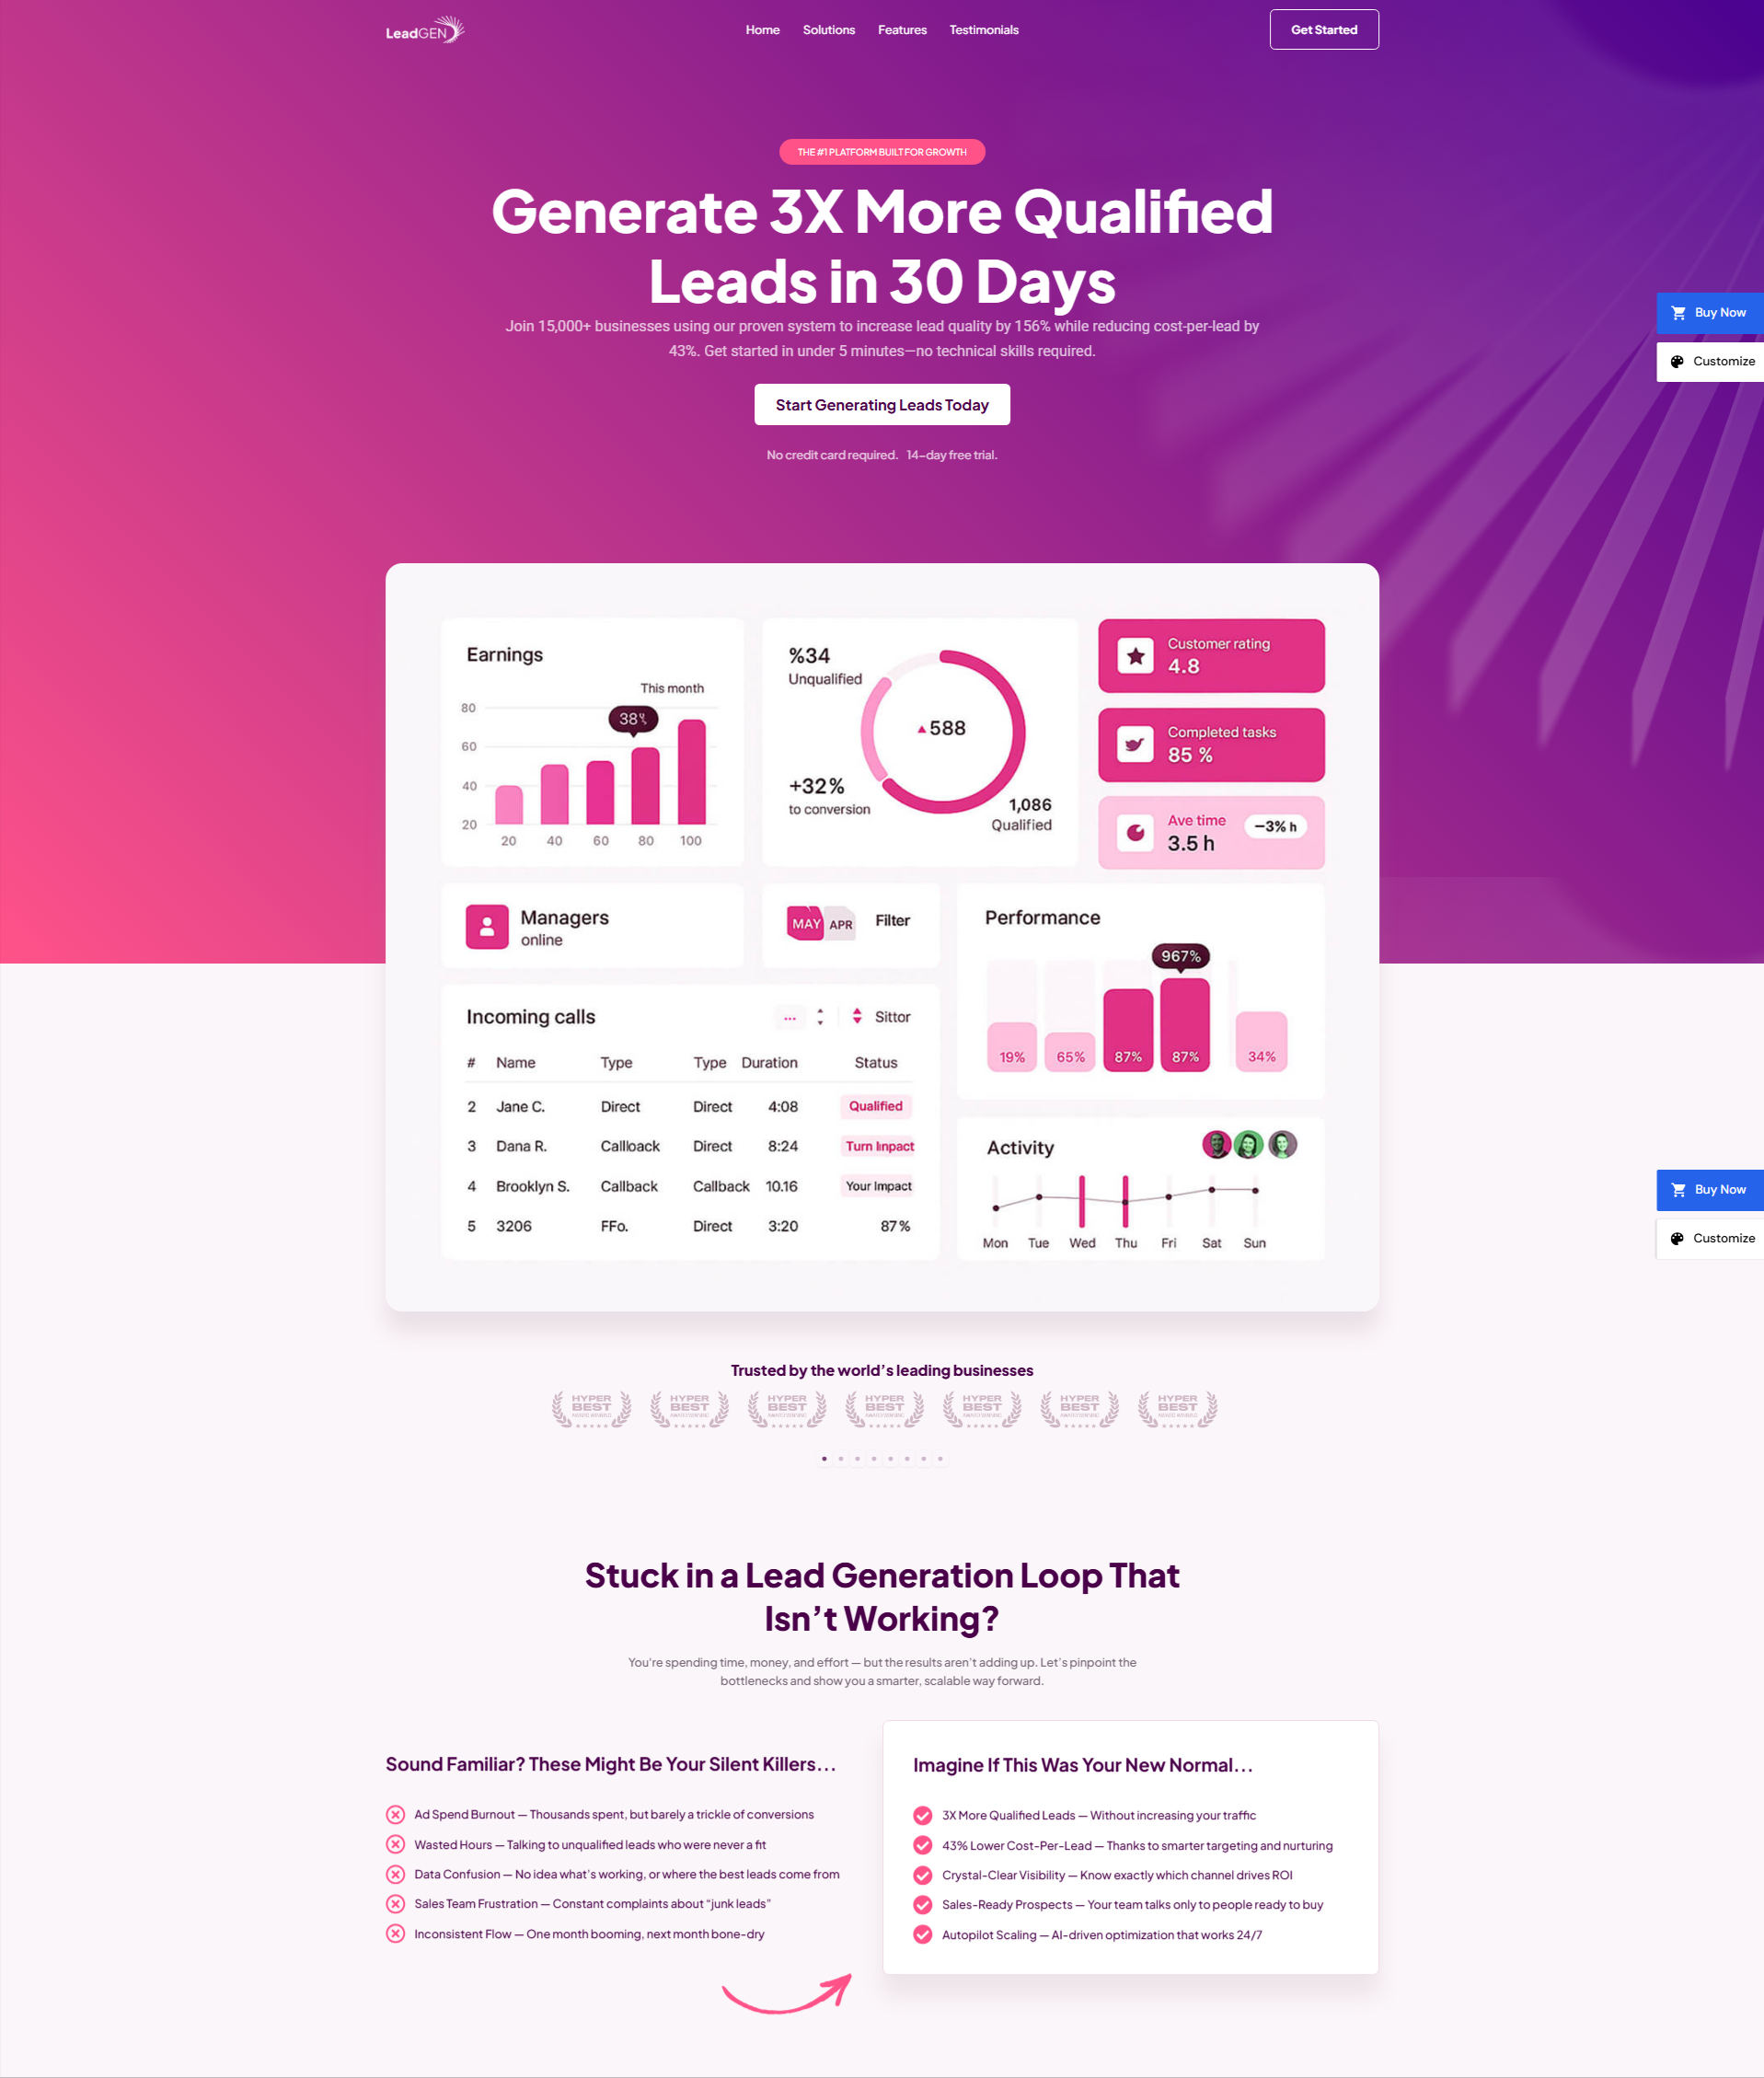 LeadGEN
Home Solutions Features Testimonials
Get Started
THE #1 PLATFORM BUILT FOR GROWTH
Generate 3X More Qualified
Leads in 30 Days
Join 15,000+ businesses using our proven system to increase lead quality by 156% while reducing cost-per-lead by
43%. Get started in under 5 minutes—no technical skills required.
Start Generating Leads Today
No credit card required. 14-day free trial.
Buy Now
Customize
Earnings
This month
80
60
40
20
38%
20 40 60 80 100
%34
Unqualified
588
+32%
to conversion
1,086
Qualified
Customer rating
4.8
Completed tasks
85 %
Ave time
3.5 h
−3% h
Managers
online
MAY APR Filter
Performance
967%
19% 65% 87% 87% 34%
Incoming calls
... Sittor
# Name Type Type Duration Status
2 Jane C. Direct Direct 4:08 Qualified
3 Dana R. Callloack Direct 8:24 Turn Inpact
4 Brooklyn S. Callback Callback 10.16 Your Impact
5 3206 FFo. Direct 3:20 87%
Activity
Mon Tue Wed Thu Fri Sat Sun
Buy Now
Customize
Trusted by the world’s leading businesses
HYPER HYPER HYPER HYPER HYPER HYPER HYPER
BEST BEST BEST BEST BEST BEST BEST
Stuck in a Lead Generation Loop That
Isn’t Working?
You’re spending time, money, and effort — but the results aren’t adding up. Let’s pinpoint the
bottlenecks and show you a smarter, scalable way forward.
Sound Familiar? These Might Be Your Silent Killers…
Ad Spend Burnout — Thousands spent, but barely a trickle of conversions
Wasted Hours — Talking to unqualified leads who were never a fit
Data Confusion — No idea what’s working, or where the best leads come from
Sales Team Frustration — Constant complaints about “junk leads”
Inconsistent Flow — One month booming, next month bone-dry
Imagine If This Was Your New Normal…
3X More Qualified Leads — Without increasing your traffic
43% Lower Cost-Per-Lead — Thanks to smarter targeting and nurturing
Crystal-Clear Visibility — Know exactly which channel drives ROI
Sales-Ready Prospects — Your team talks only to people ready to buy
Autopilot Scaling — AI-driven optimization that works 24/7